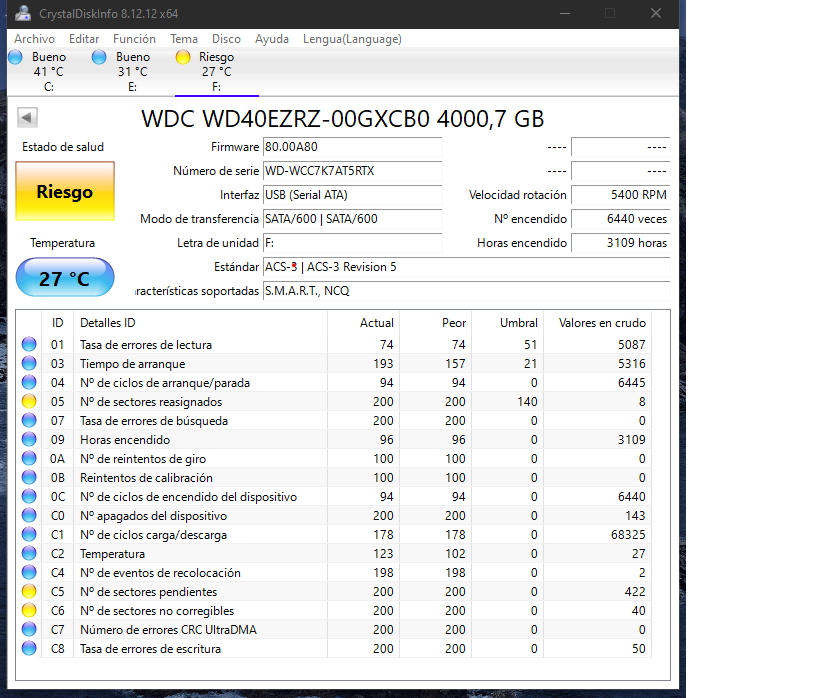 CrystalDiskInfo 8.12.12 x64
Archivo Editar Función Tema Disco Ayuda Lengua(Language)
Bueno Bueno Riesgo
41 °C 31 °C 27 °C
C: E: F:
WDC WD40EZRZ-00GXCB0 4000,7 GB
Estado de salud Firmware 80.00A80 ---- ----
Número de serie WD-WCC7K7AT5RTX ---- ----
Riesgo Interfaz USB (Serial ATA) Velocidad rotación 5400 RPM
Modo de transferencia SATA/600 | SATA/600 Nº encendido 6440 veces
Temperatura Letra de unidad F: Horas encendido 3109 horas
27 °C Estándar ACS-3 | ACS-3 Revision 5
racterísticas soportadas S.M.A.R.T., NCQ
ID Detalles ID Actual Peor Umbral Valores en crudo
01 Tasa de errores de lectura 74 74 51 5087
03 Tiempo de arranque 193 157 21 5316
04 Nº de ciclos de arranque/parada 94 94 0 6445
05 Nº de sectores reasignados 200 200 140 8
07 Tasa de errores de búsqueda 200 200 0 0
09 Horas encendido 96 96 0 3109
0A Nº de reintentos de giro 100 100 0 0
0B Reintentos de calibración 100 100 0 0
0C Nº de ciclos de encendido del dispositivo 94 94 0 6440
C0 Nº apagados del dispositivo 200 200 0 143
C1 Nº de ciclos carga/descarga 178 178 0 68325
C2 Temperatura 123 102 0 27
C4 Nº de eventos de recolocación 198 198 0 2
C5 Nº de sectores pendientes 200 200 0 422
C6 Nº de sectores no corregibles 200 200 0 40
C7 Número de errores CRC UltraDMA 200 200 0 0
C8 Tasa de errores de escritura 200 200 0 50